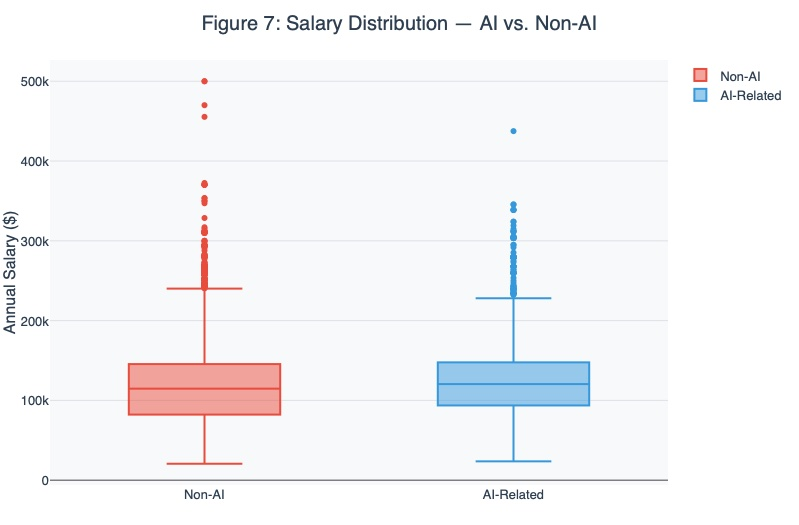 Figure 7: Salary Distribution — AI vs. Non-AI
Non-AI
AI-Related
Annual Salary ($)
500k
400k
300k
200k
100k
0
Non-AI
AI-Related